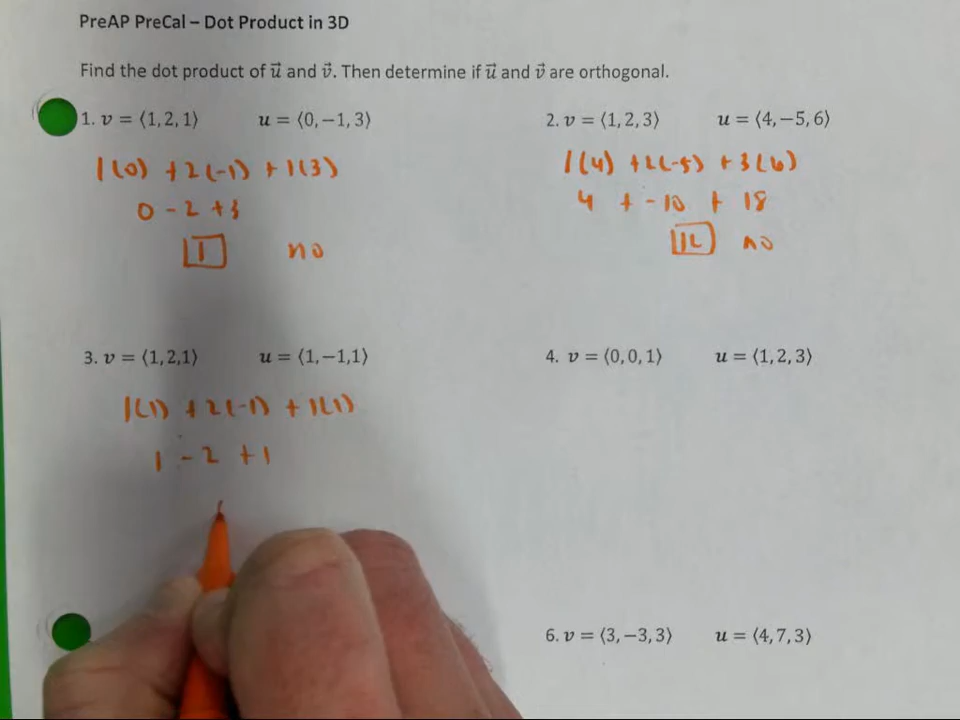 PreAP PreCal – Dot Product in 3D
Find the dot product of u⃗ and v⃗. Then determine if u⃗ and v⃗ are orthogonal.
1. v = ⟨1, 2, 1⟩ u = ⟨0, −1, 3⟩
1(0) + 2(-1) + 1(3)
0 - 2 + 3
1 no
2. v = ⟨1, 2, 3⟩ u = ⟨4, −5, 6⟩
1(4) + 2(-5) + 3(6)
4 + -10 + 18
12 no
3. v = ⟨1,2,1⟩ u = ⟨1,−1,1⟩
1(1) + 2(-1) + 1(1)
1 - 2 + 1
4. v = ⟨0,0,1⟩ u = ⟨1,2,3⟩
6. v = ⟨3,−3,3⟩ u = ⟨4,7,3⟩